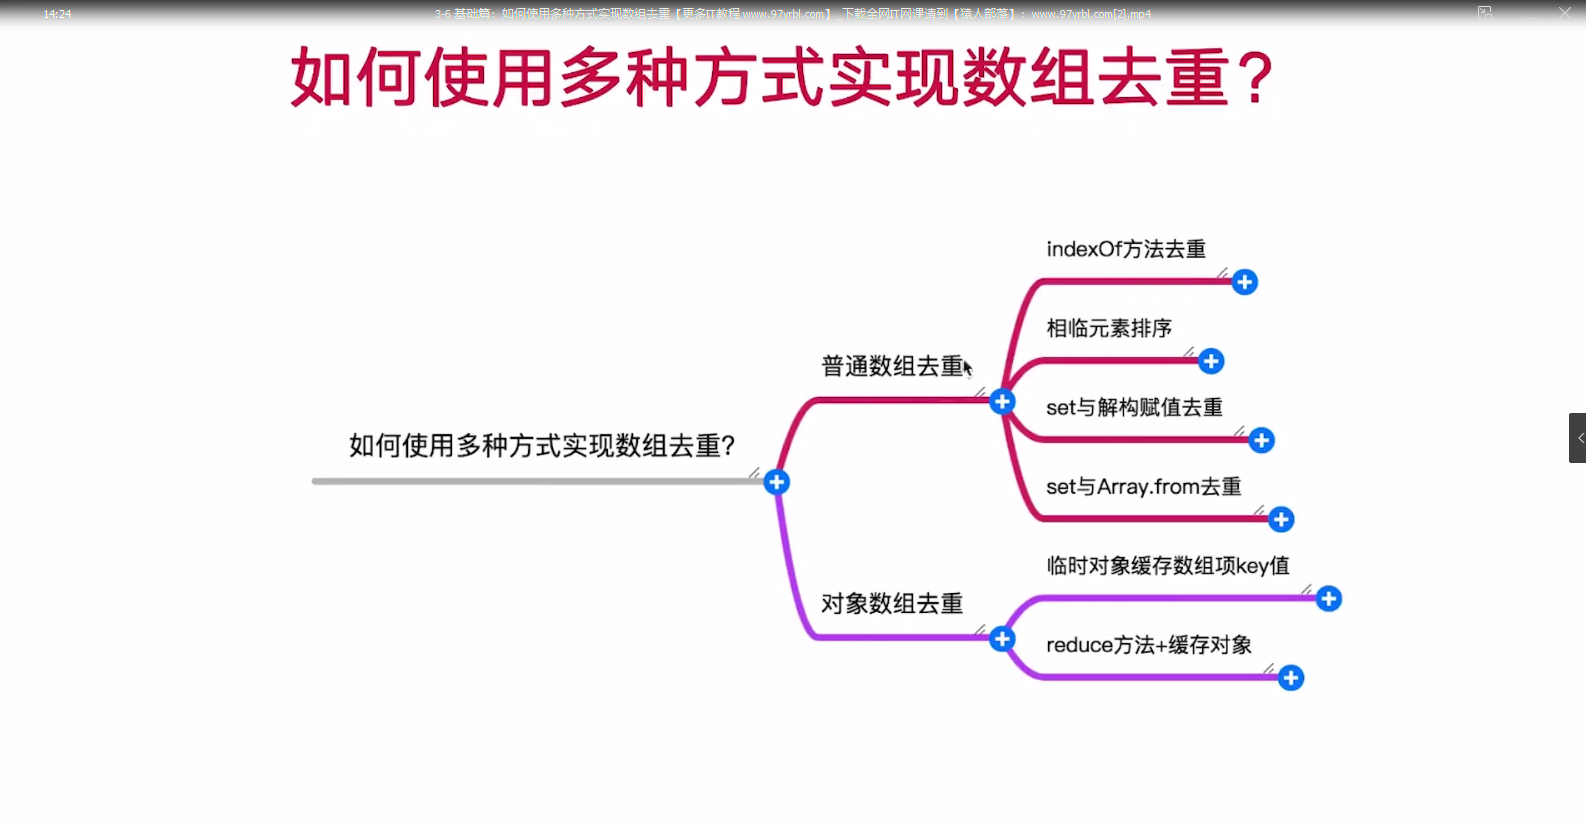 14:24
3-6 基础篇：如何使用多种方式实现数组去重【更多IT教程 www.97yrbl.com】_下载全网IT网课请到【猿人部落】：www.97yrbl.com[2].mp4
如何使用多种方式实现数组去重?
indexOf方法去重
相临元素排序
普通数组去重
set与解构赋值去重
如何使用多种方式实现数组去重?
set与Array.from去重
临时对象缓存数组项key值
对象数组去重
reduce方法+缓存对象